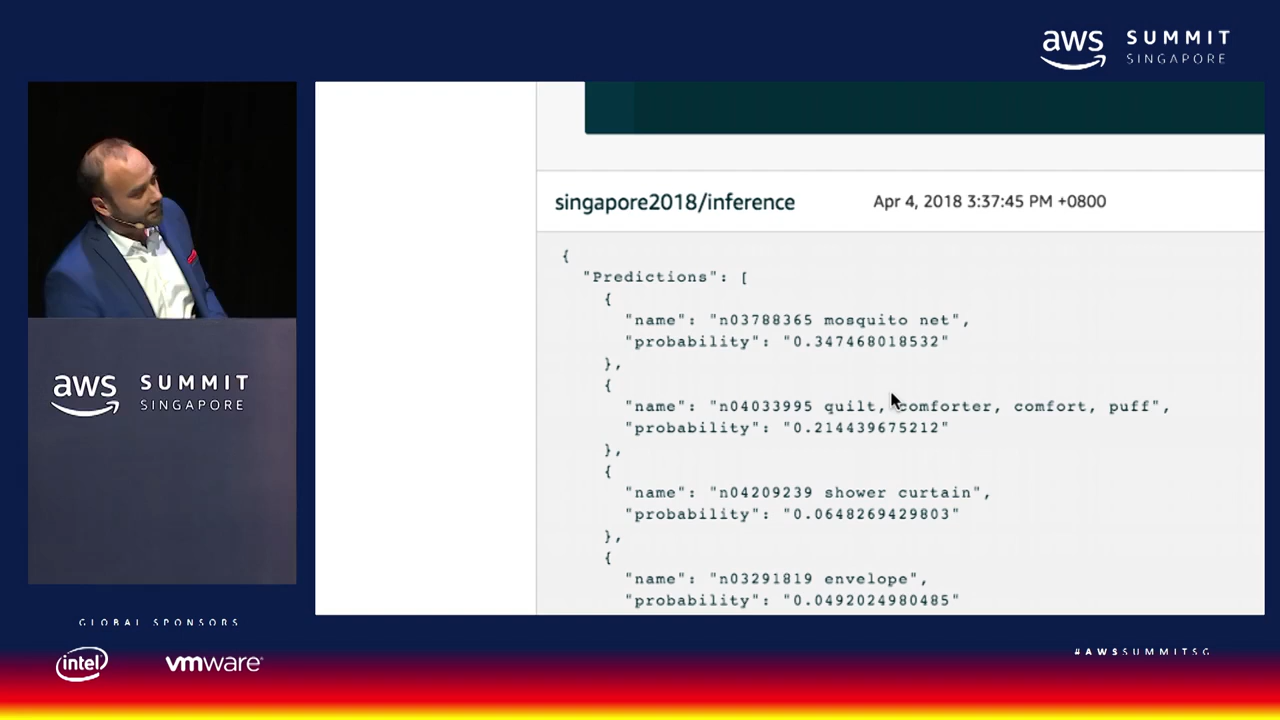 aws SUMMIT
SINGAPORE
singapore2018/inference Apr 4, 2018 3:37:45 PM +0800
{
"Predictions": [
{
"name": "n03788365 mosquito net",
"probability": "0.347468018532"
},
{
"name": "n04033995 quilt, comforter, comfort, puff",
"probability": "0.214439675212"
},
{
"name": "n04209239 shower curtain",
"probability": "0.0648269429803"
},
{
"name": "n03291819 envelope",
"probability": "0.0492024980485"
aws SUMMIT
SINGAPORE
GLOBAL SPONSORS
intel vmware
#AWSSUMMITSG